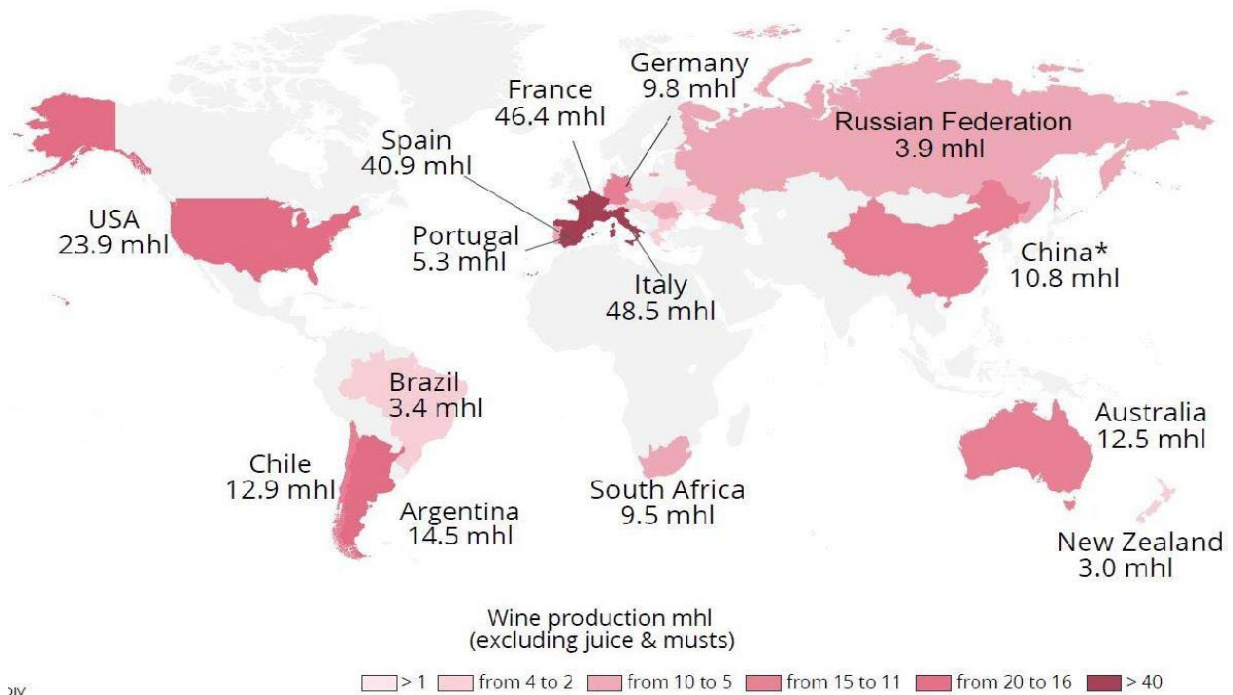 Germany
9.8 mhl
France
46.4 mhl
Russian Federation
3.9 mhl
Spain
40.9 mhl
USA
23.9 mhl
Portugal
5.3 mhl
China*
10.8 mhl
Italy
48.5 mhl
Brazil
3.4 mhl
Australia
12.5 mhl
Chile
12.9 mhl
South Africa
9.5 mhl
Argentina
14.5 mhl
New Zealand
3.0 mhl
Wine production mhl
(excluding juice & musts)
> 1 from 4 to 2 from 10 to 5 from 15 to 11 from 20 to 16 > 40